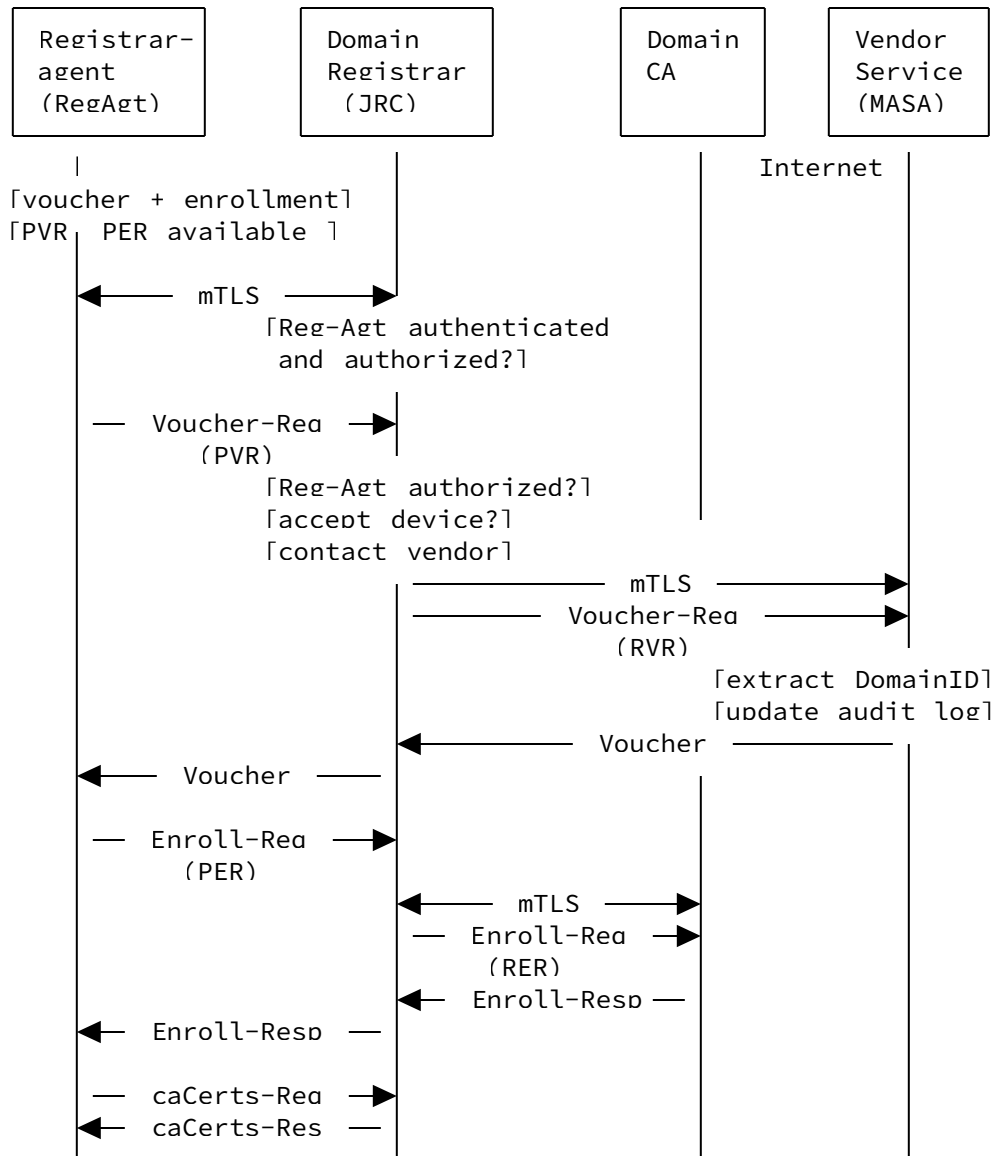 Registrar-
agent
(RegAgt)
Domain
Registrar
(JRC)
Domain
CA
Vendor
Service
(MASA)
Internet
[voucher + enrollment]
[PVR, PER available ]
mTLS
[Reg-Agt authenticated
and authorized?]
Voucher-Req
(PVR)
[Reg-Agt authorized?]
[accept device?]
[contact vendor]
mTLS
Voucher-Req
(RVR)
[extract DomainID]
[update audit log]
Voucher
Voucher
Enroll-Req
(PER)
mTLS
Enroll-Req
(RER)
Enroll-Resp
Enroll-Resp
caCerts-Req
caCerts-Res